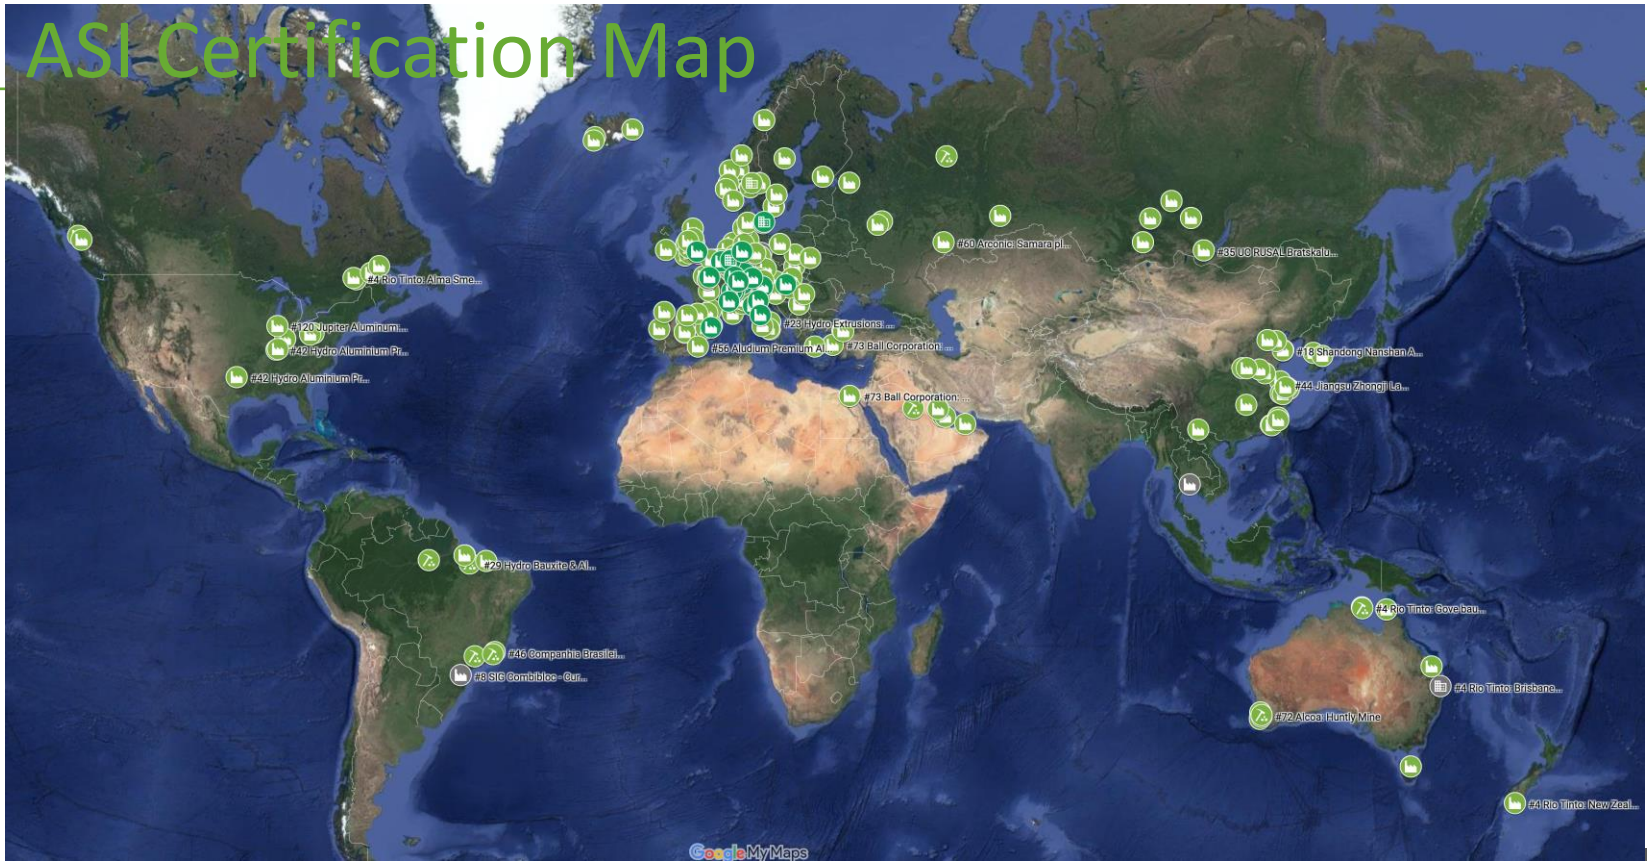 ASI Certification Map
#60 Arconic: Samara pl...
#35 UC RUSAL Bratskalu...
#4 Rio Tinto: Alma Sme...
#120 Jupiter Aluminum:...
#42 Hydro Aluminium Pr...
#42 Hydro Aluminium Pr...
#23 Hydro Extrusions: ...
#56 Aludium Premium Al
#73 Ball Corporation: ...
#18 Shandong Nanshan A...
#44 Jiangsu Zhongji La...
#73 Ball Corporation: ...
#29 Hydro Bauxite & Al...
#4 Rio Tinto: Gove bau...
#46 Companhia Brasilei...
#8 SIG Combibloc - Cur...
#4 Rio Tinto: Brisbane...
#72 Alcoa: Huntly Mine
#4 Rio Tinto: New Zeal...
Google My Maps